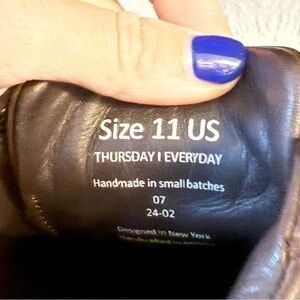 Size 11 US
THURSDAY I EVERYDAY
Handmade in small batches
07
24-02
Designed in New York